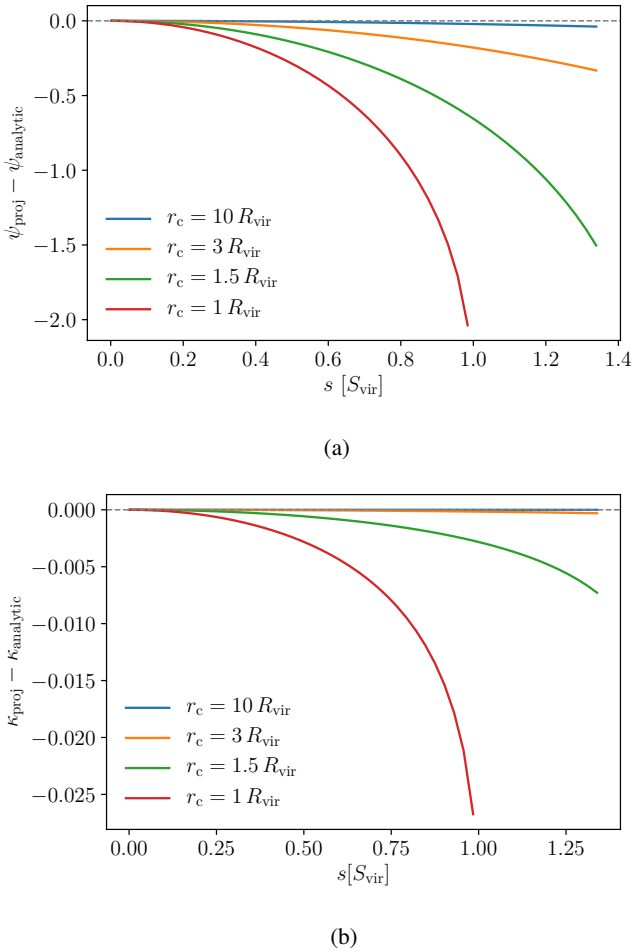 0.0
−0.5
−1.0
−1.5
−2.0
ψproj − ψanalytic
rc = 10 Rvir
rc = 3 Rvir
rc = 1.5 Rvir
rc = 1 Rvir
0.0 0.2 0.4 0.6 0.8 1.0 1.2 1.4
s [Svir]
(a)
0.000
−0.005
−0.010
−0.015
−0.020
−0.025
κproj − κanalytic
rc = 10 Rvir
rc = 3 Rvir
rc = 1.5 Rvir
rc = 1 Rvir
0.00 0.25 0.50 0.75 1.00 1.25
s[Svir]
(b)